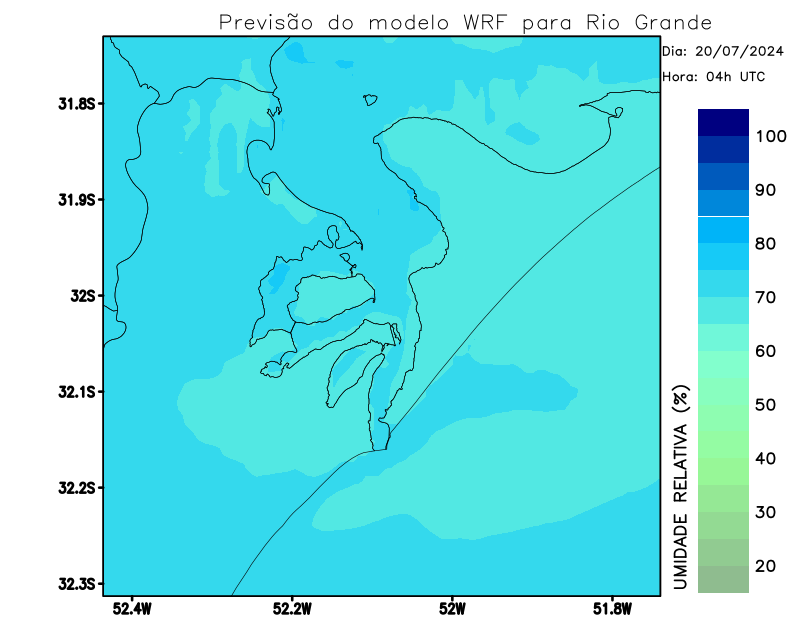 Previsão do modelo WRF para Rio Grande
Dia: 20/07/2024
Hora: 04h UTC
31.8S
31.9S
32S
32.1S
32.2S
32.3S
52.4W
52.2W
52W
51.8W
UMIDADE RELATIVA (%)
100
90
80
70
60
50
40
30
20